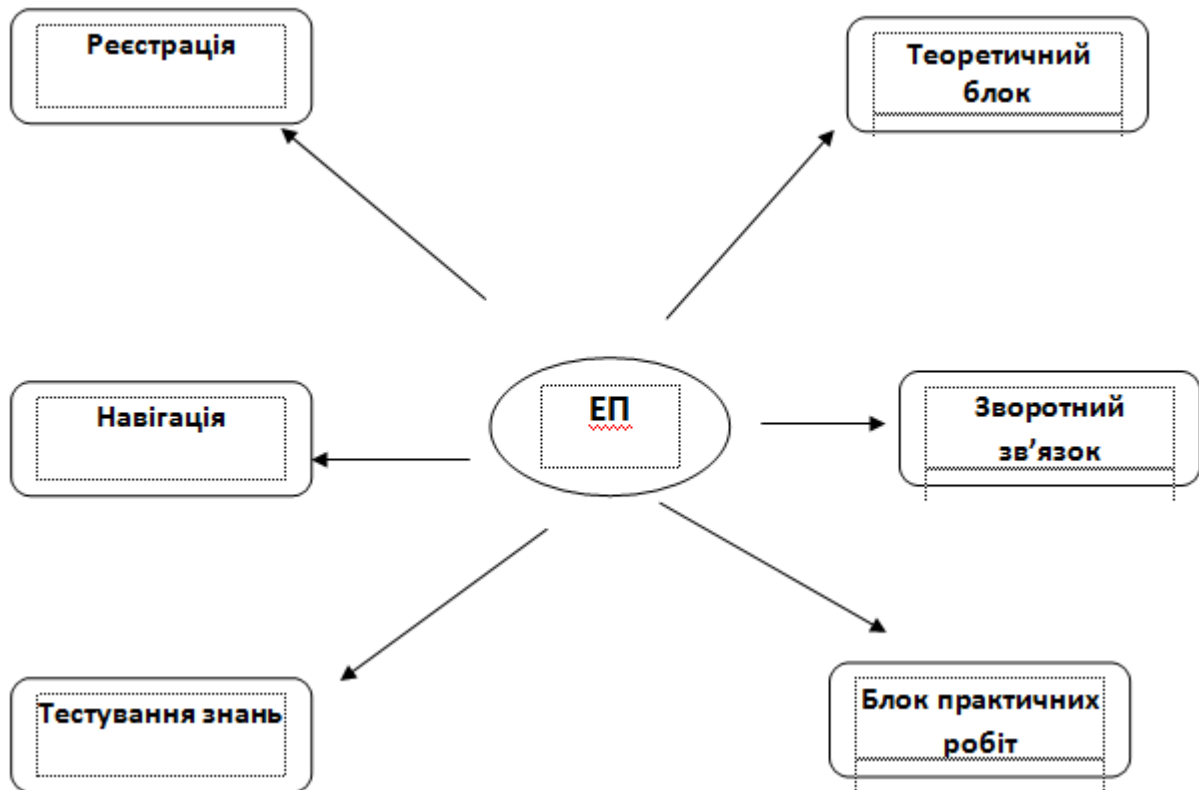 Реєстрація
Теоретичний
блок
Навігація
ЕП
Зворотний
зв’язок
Тестування знань
Блок практичних
робіт